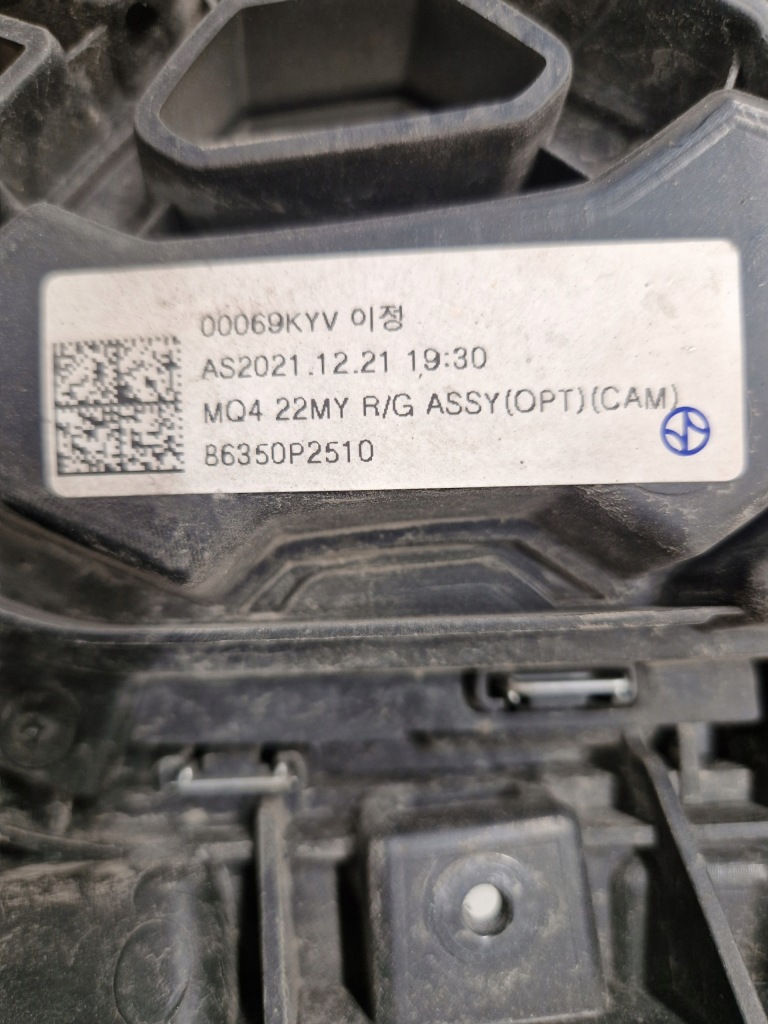 00069KYV 이정
AS2021.12.21 19:30
MQ4 22MY R/G ASSY(OPT)(CAM)
86350P2510